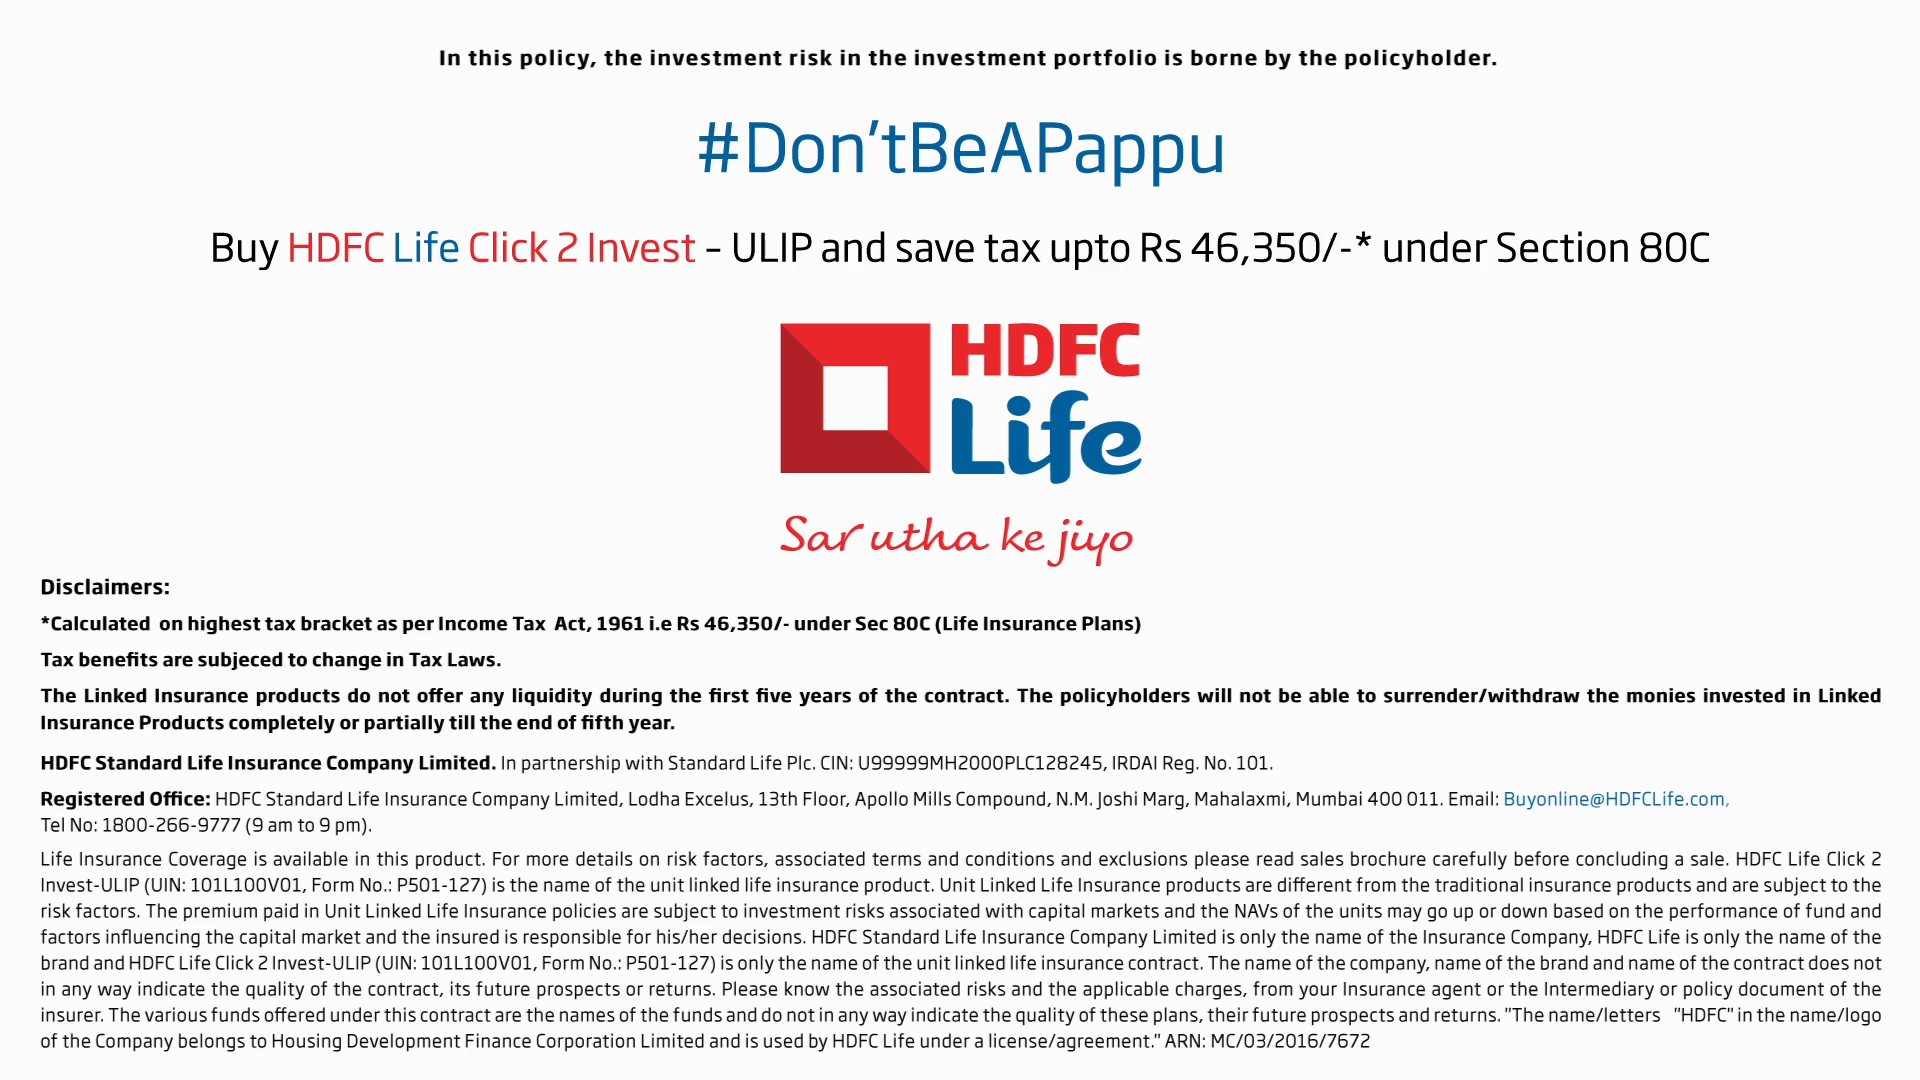 In this policy, the investment risk in the investment portfolio is borne by the policyholder.
#Don'tBeAPappu
Buy HDFC Life Click 2 Invest – ULIP and save tax upto Rs 46,350/-* under Section 80C
HDFC
Life
Sar utha ke jiyo
Disclaimers:
*Calculated on highest tax bracket as per Income Tax Act, 1961 i.e Rs 46,350/- under Sec 80C (Life Insurance Plans)
Tax benefits are subjeced to change in Tax Laws.
The Linked Insurance products do not offer any liquidity during the first five years of the contract. The policyholders will not be able to surrender/withdraw the monies invested in Linked
Insurance Products completely or partially till the end of fifth year.
HDFC Standard Life Insurance Company Limited. In partnership with Standard Life Plc. CIN: U99999MH2000PLC128245, IRDAI Reg. No. 101.
Registered Office: HDFC Standard Life Insurance Company Limited, Lodha Excelus, 13th Floor, Apollo Mills Compound, N.M. Joshi Marg, Mahalaxmi, Mumbai 400 011. Email: Buyonline@HDFCLife.com,
Tel No: 1800-266-9777 (9 am to 9 pm).
Life Insurance Coverage is available in this product. For more details on risk factors, associated terms and conditions and exclusions please read sales brochure carefully before concluding a sale. HDFC Life Click 2
Invest-ULIP (UIN: 101L100V01, Form No.: P501-127) is the name of the unit linked life insurance product. Unit Linked Life Insurance products are different from the traditional insurance products and are subject to the
risk factors. The premium paid in Unit Linked Life Insurance policies are subject to investment risks associated with capital markets and the NAVs of the units may go up or down based on the performance of fund and
factors influencing the capital market and the insured is responsible for his/her decisions. HDFC Standard Life Insurance Company Limited is only the name of the Insurance Company, HDFC Life is only the name of the
brand and HDFC Life Click 2 Invest-ULIP (UIN: 101L100V01, Form No.: P501-127) is only the name of the unit linked life insurance contract. The name of the company, name of the brand and name of the contract does not
in any way indicate the quality of the contract, its future prospects or returns. Please know the associated risks and the applicable charges, from your Insurance agent or the Intermediary or policy document of the
insurer. The various funds offered under this contract are the names of the funds and do not in any way indicate the quality of these plans, their future prospects and returns. "The name/letters "HDFC" in the name/logo
of the Company belongs to Housing Development Finance Corporation Limited and is used by HDFC Life under a license/agreement." ARN: MC/03/2016/7672